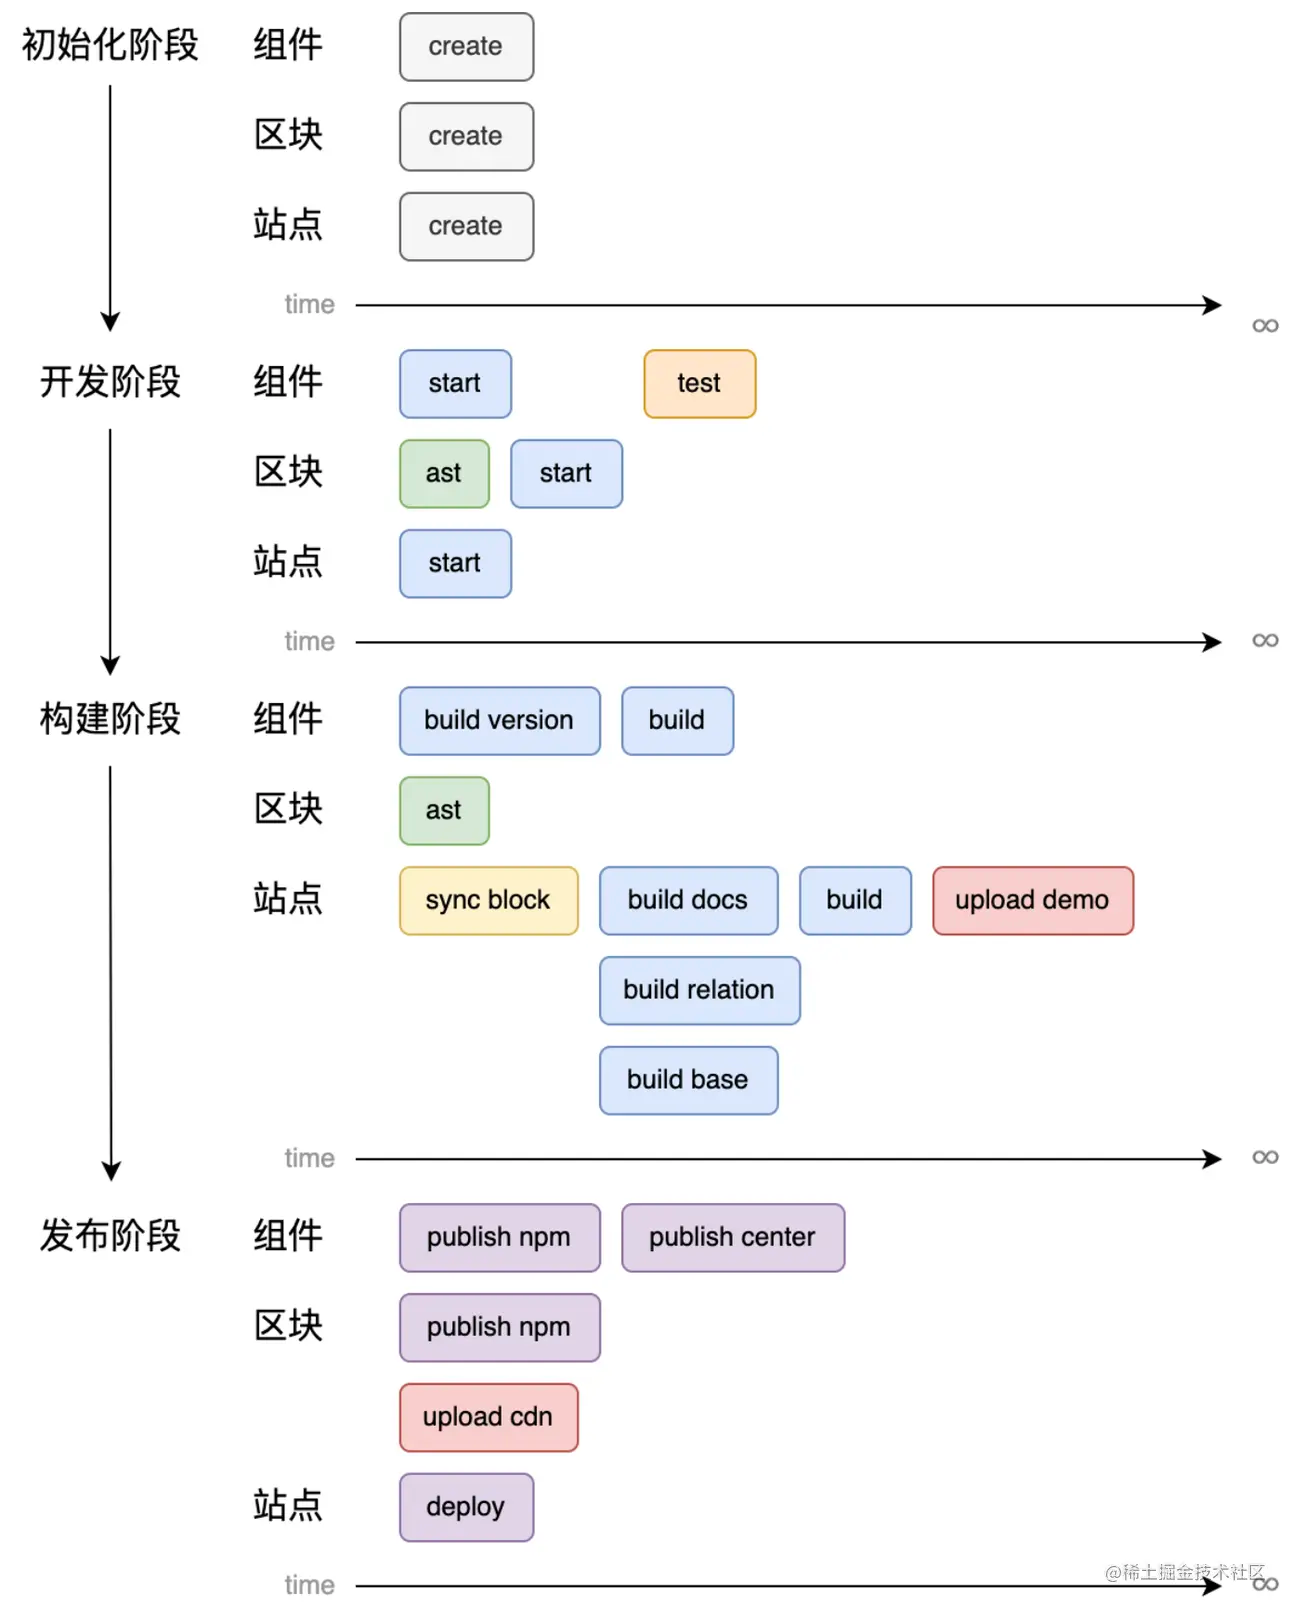 初始化阶段 组件 create
区块 create
站点 create
time ∞
开发阶段 组件 start test
区块 ast start
站点 start
time ∞
构建阶段 组件 build version build
区块 ast
站点 sync block build docs build upload demo
build relation
build base
time ∞
发布阶段 组件 publish npm publish center
区块 publish npm
upload cdn
站点 deploy
@稀土掘金技术社区
time ∞